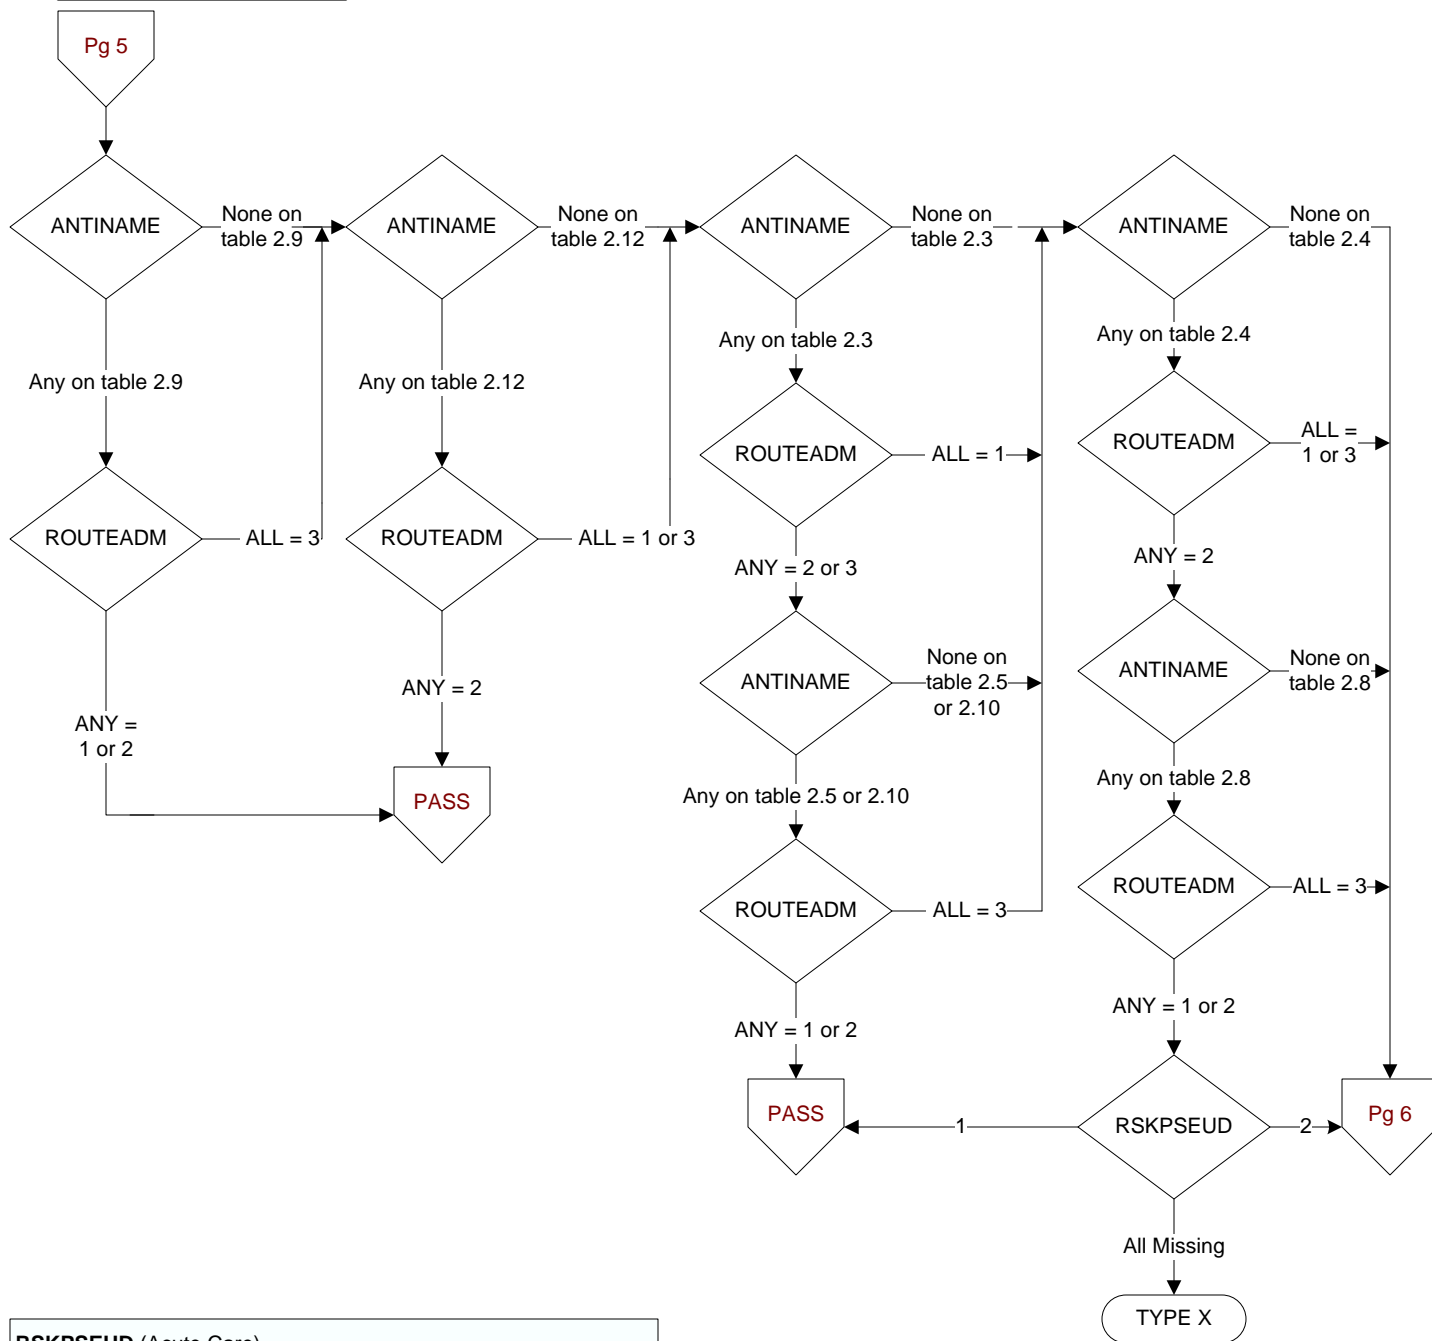 Pg 5
ANTINAME
None on
table 2.9
ANTINAME
None on
table 2.12
ANTINAME
None on
table 2.3
ANTINAME
None on
table 2.4
Any on table 2.9
Any on table 2.12
Any on table 2.3
Any on table 2.4
ROUTEADM
ALL = 3
ROUTEADM
ALL = 1 or 3
ROUTEADM
ALL = 1
ROUTEADM
ALL =
1 or 3
ANY = 2 or 3
ANY = 2
ANY =
1 or 2
ANY = 2
PASS
ANTINAME
None on
table 2.5
or 2.10
ANTINAME
None on
table 2.8
Any on table 2.5 or 2.10
Any on table 2.8
ROUTEADM
ALL = 3
ROUTEADM
ALL = 3
ANY = 1 or 2
ANY = 1 or 2
PASS
1
RSKPSEUD
2
Pg 6
All Missing
TYPE X
RSKPSEUD (Acute Care)